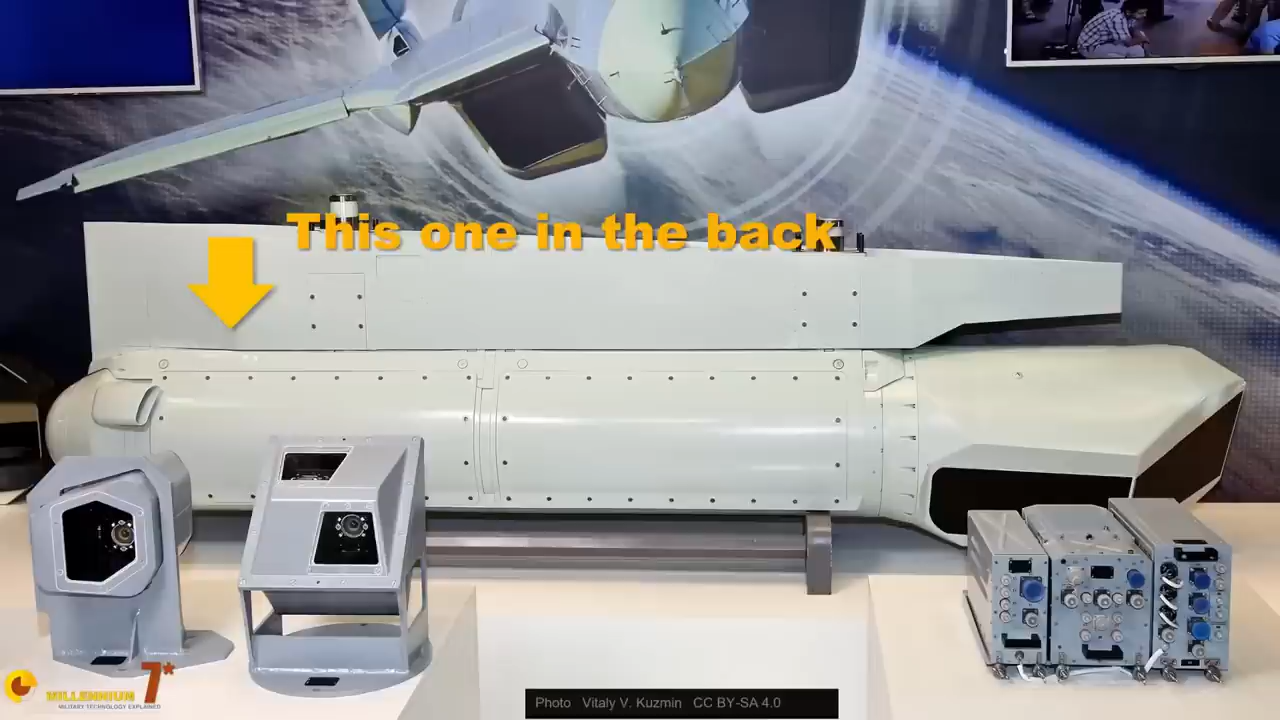 This one in the back
MILLENNIUM 7*
MILITARY TECHNOLOGY EXPLAINED
Photo Vitaly V. Kuzmin CC BY-SA 4.0